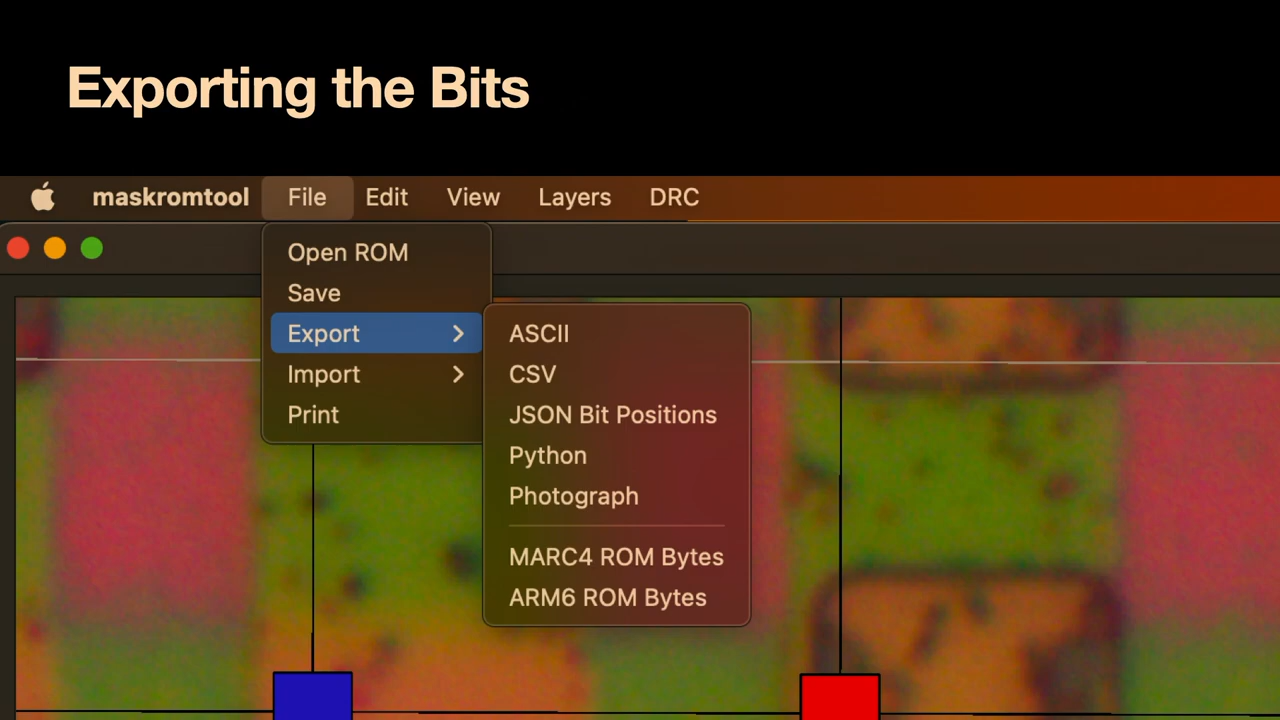 Exporting the Bits
maskromtool File Edit View Layers DRC
Open ROM
Save
Export
Import
Print
ASCII
CSV
JSON Bit Positions
Python
Photograph
MARC4 ROM Bytes
ARM6 ROM Bytes